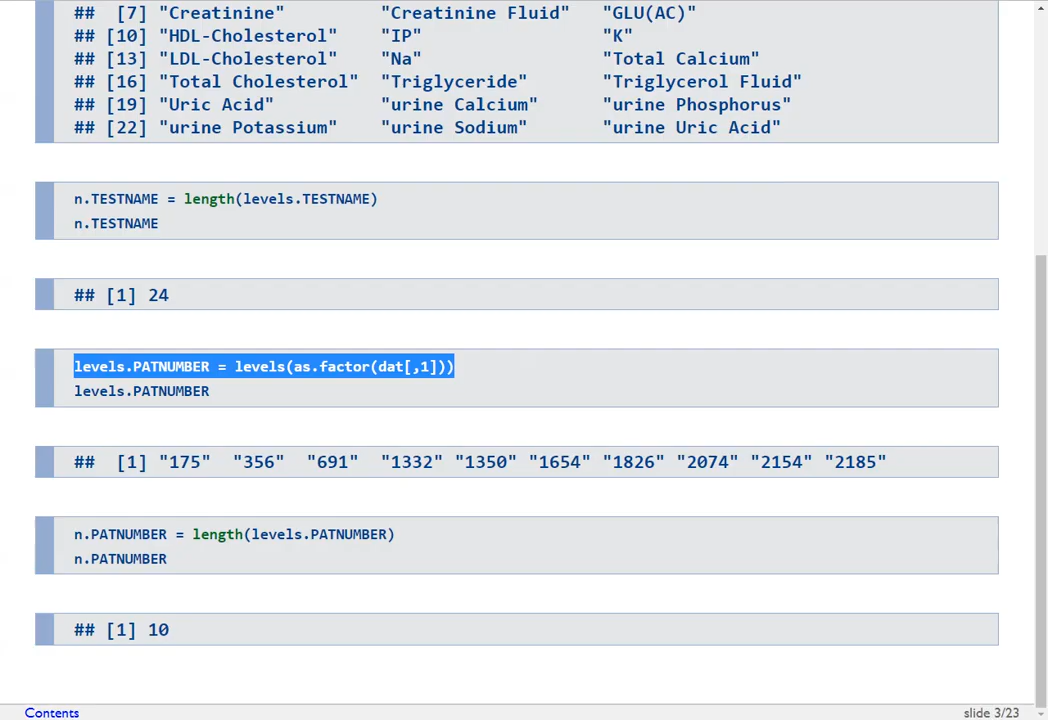 ##  [7] "Creatinine"         "Creatinine Fluid"   "GLU(AC)"
## [10] "HDL-Cholesterol"    "IP"                 "K"
## [13] "LDL-Cholesterol"    "Na"                 "Total Calcium"
## [16] "Total Cholesterol"  "Triglyceride"       "Triglycerol Fluid"
## [19] "Uric Acid"          "urine Calcium"      "urine Phosphorus"
## [22] "urine Potassium"    "urine Sodium"       "urine Uric Acid"
n.TESTNAME = length(levels.TESTNAME)
n.TESTNAME
## [1] 24
levels.PATNUMBER = levels(as.factor(dat[,1]))
levels.PATNUMBER
##  [1] "175"  "356"  "691"  "1332" "1350" "1654" "1826" "2074" "2154" "2185"
n.PATNUMBER = length(levels.PATNUMBER)
n.PATNUMBER
## [1] 10
Contents
slide 3/23